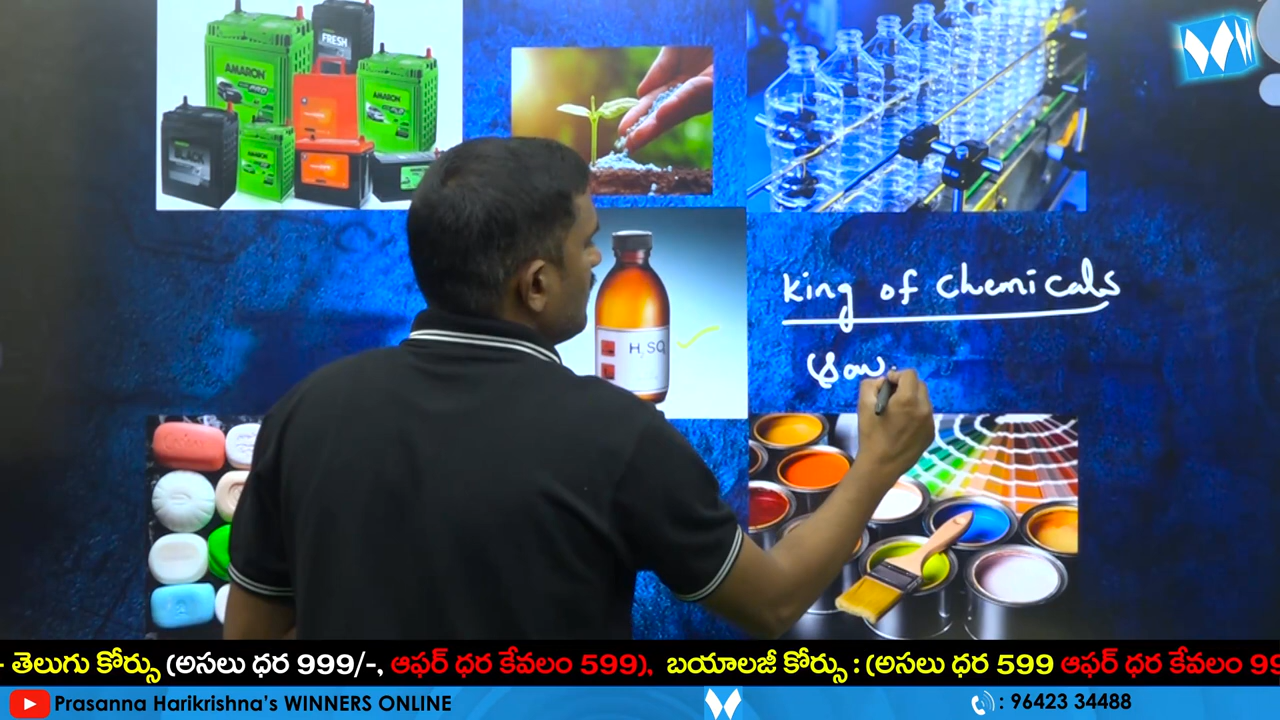 FRESH
AMARON
PRO
AMARON
H2SO4
King of chemicals
- తెలుగు కోర్సు (అసలు ధర 999/-, ఆఫర్ ధర కేవలం 599), బయాలజీ కోర్సు : (అసలు ధర 599 ఆఫర్ ధర కేవలం 99
Prasanna Harikrishna's WINNERS ONLINE
W
: 96423 34488